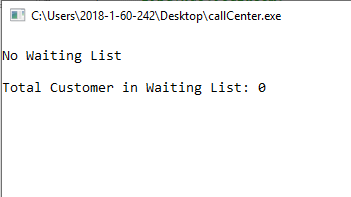 C:\Users\2018-1-60-242\Desktop\callCenter.exe
No Waiting List
Total Customer in Waiting List: 0